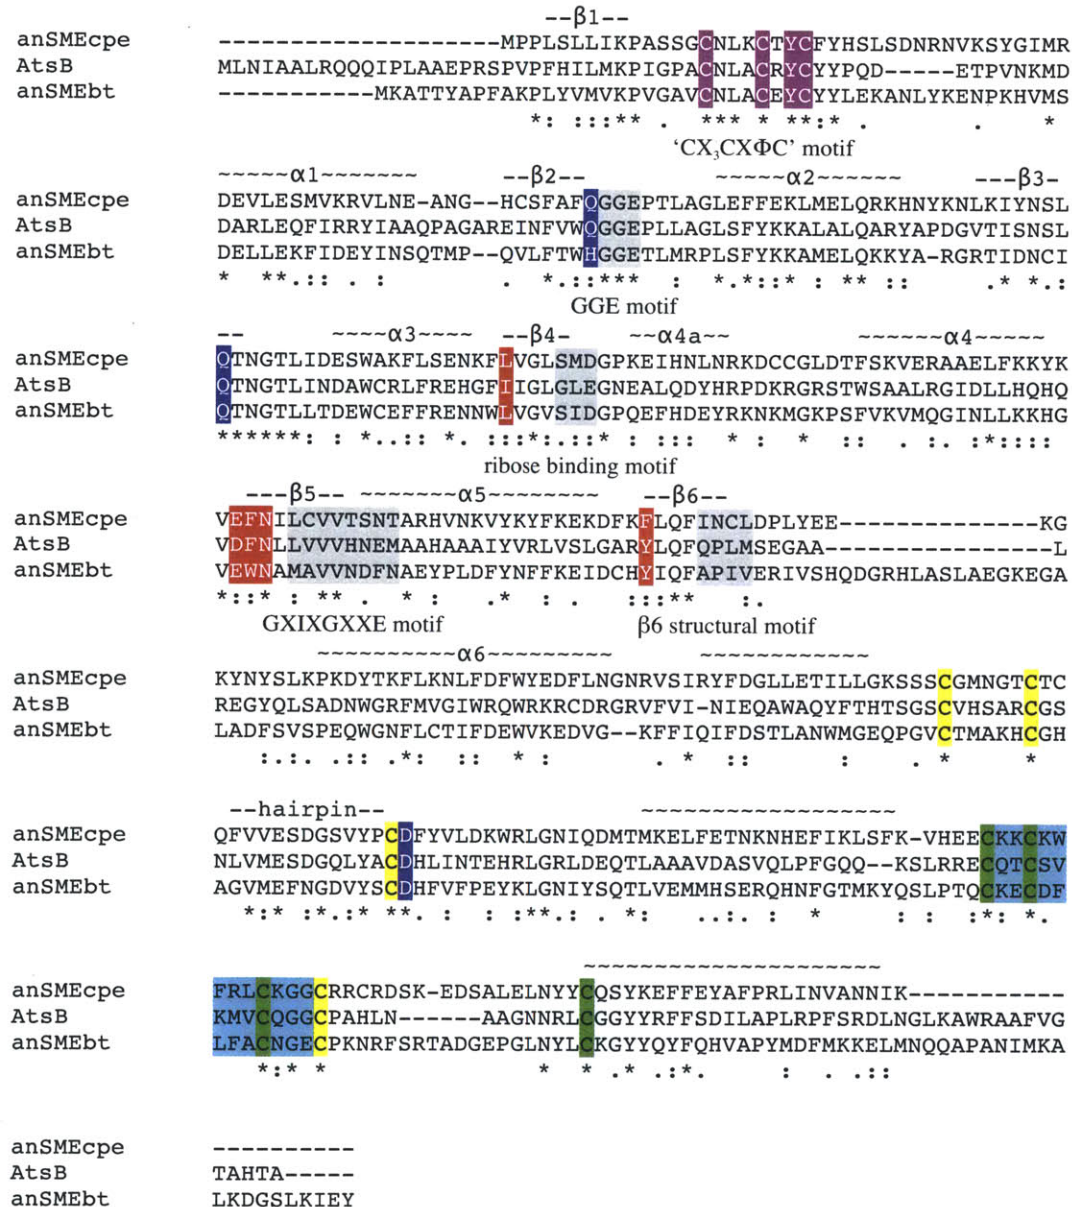 --β1--
anSMEcpe --------------------MPPLSLLIKPASSGCNLKCTYCFYHSLSDNRNVKSYGIMR
AtsB MLNIAALRQQQIPLAAEPRSPVPFHILMKPIGPACNLACRYCYYPQD-----ETPVNKMD
anSMEbt -----------MKATTYAPFAKPLYVMVKPVGAVCNLACEYCYYLEKANLYKENPKHVMS
*: ::: ** . *** * **:* . . *
‘CX₃CXΦC’ motif
~~~~~α1~~~~~~~ --β2-- ~~~~~α2~~~~~~ ---β3-
anSMEcpe DEVLESMVKRVLNE-ANG--HCSFAFQGGEPTLAGLEFFEKLMELQRKHNYKNLKIYNSL
AtsB DARLEQFIRRYIAAQPAGAREINFVWQGGEPLLAGLSFYKKALALQARYAPDGVTISNSL
anSMEbt DELLEKFIDEYINSQTMP--QVLFTWHGGETLMRPLSFYKKAMELQKKYA-RGRTIDNCI
* **.:: . : . *. ::*** : *.*::* : ** : .* *.:
GGE motif
-- ~~~~α3~~~~ --β4- ~~α4a~~ ~~~~~α4~~~~~
anSMEcpe QTNGTLIDESWAKFLSENKFLVGLSMDGPKEIHNLNRKDCCGLDTFSKVERAAELFKKYK
AtsB QTNGTLINDAWCRLFREHGFIIGLGLEGNEALQDYHRPDKRGRSTWSAALRGIDLLHQHQ
anSMEbt QTNGTLLTDEWCEFFRENNWLVGVSIDGPQEFHDEYRKNKMGKPSFVKVMQGINLLKKHG
******: : *..:: *. :::*:.::* : :: * : * :: . :. :*::::
ribose binding motif
---β5-- ~~~~~~~α5~~~~~~~~ --β6--
anSMEcpe VEFNILCVVTSNTARHVNKVYKYFKEKDFKFLQFINCLDPLYEE--------------KG
AtsB VDFNLLVVVHNEMAAHAAAIYVRLVSLGARYLQFQPLMSEGAA---------------L
anSMEbt VEWNAMAVVNDFNAEYPLDFYNFFKEIDCHYIQFAPIVERIVSHQDGRHLASLAEGKEGA
*::* : ** . * : .* : . :::** :.
GXIXGXXE motif β6 structural motif
~~~~~~~~~~α6~~~~~~~~~ ~~~~~~~~~~~~
anSMEcpe KYNYSLKPKDYTKFLKNLFDFWYEDFLNGNRVSIRYFDGLLETILLGKSSSCGMNGTCTC
AtsB REGYQLSADNWGRFMVGIWRQWRKRCDRGRVFVI-NIEQAWAQYFTHTSGSCVHSARCGS
anSMEbt LADFSVSPEQWGNFLCTIFDEWVKEDVG--KFFIQIFDSTLANWMGEQPGVCTMAKHCGH
:.:. .:: .*: :: * : . * :: : . * *
--hairpin-- ~~~~~~~~~~~~~~~~~~
anSMEcpe QFVVESDGSVYPCDFYVLDKWRLGNIQDMTMKELFETNKNHEFIKLSFK-VHEECKKCKW
AtsB NLVMESDGQLYACDHLINTEHRLGRLDEQTLAAAVDASVQLPFGQQ--KSLRRECQTCSV
anSMEbt AGVMEFNGDVYSCDHFVFPEYKLGNIYSQTLVEMMHSERQHNFGTMKYQSLPTQCKECDF
*:* :*.:*.**. : : :**.: . *: ..:. : * : : :*: *.
~~~~~~~~~~~~~~~~~~~~~
anSMEcpe FRLCKGGCRRCRDSK-EDSALELNYYCQSYKEFFEYAFPRLINVANNIK-----------
AtsB KMVCQGGCPAHLN------AAGNNRLCGGYYRFFSDILAPLRPFSRDLNGLKAWRAAFVG
anSMEbt LFACNGECPKNRFSRTADGEPGLNYLCKGYYQYFQHVAPYMDFMKKELMNQQAPANIMKA
*:* * * * .* .:*. : . .::
anSMEcpe ----------
AtsB TAHTA-----
anSMEbt LKDGSLKIEY